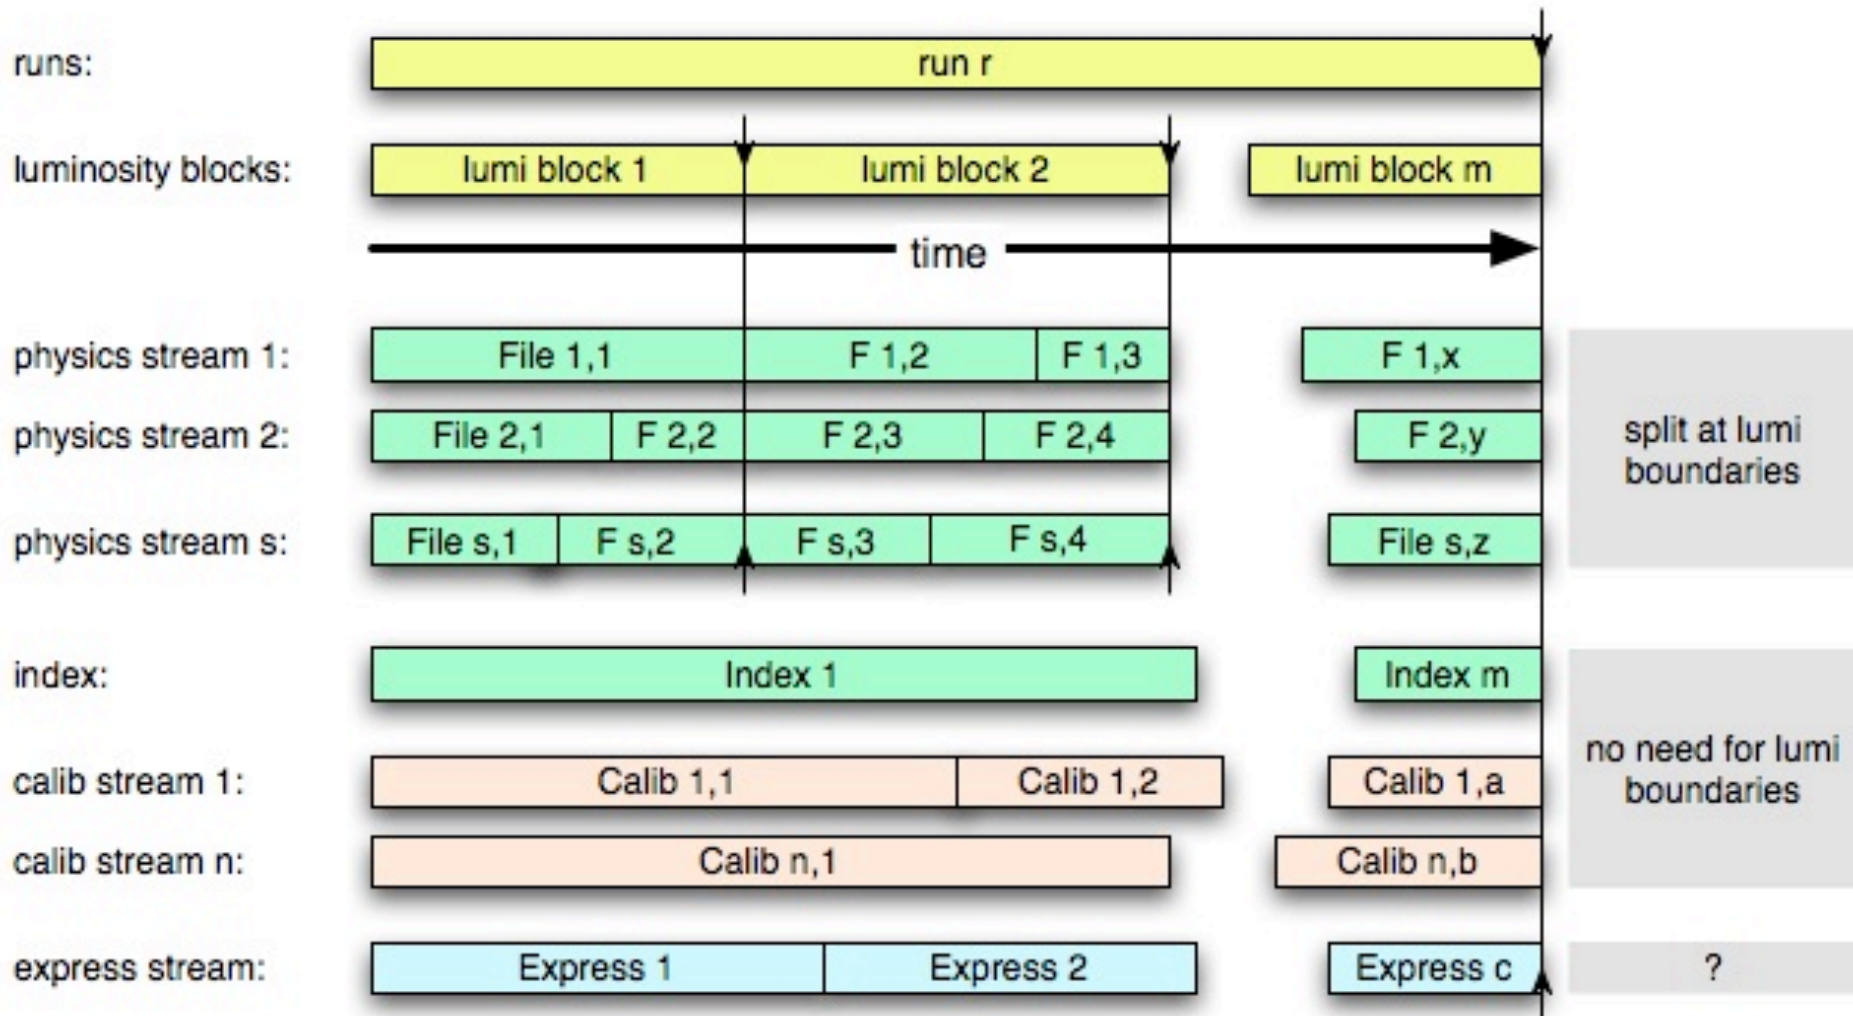 runs:
run r
luminosity blocks:
lumi block 1
lumi block 2
lumi block m
time
physics stream 1:
File 1,1
F 1,2
F 1,3
F 1,x
physics stream 2:
File 2,1
F 2,2
F 2,3
F 2,4
F 2,y
split at lumi
boundaries
physics stream s:
File s,1
F s,2
F s,3
F s,4
File s,z
index:
Index 1
Index m
calib stream 1:
Calib 1,1
Calib 1,2
Calib 1,a
no need for lumi
boundaries
calib stream n:
Calib n,1
Calib n,b
express stream:
Express 1
Express 2
Express c
?